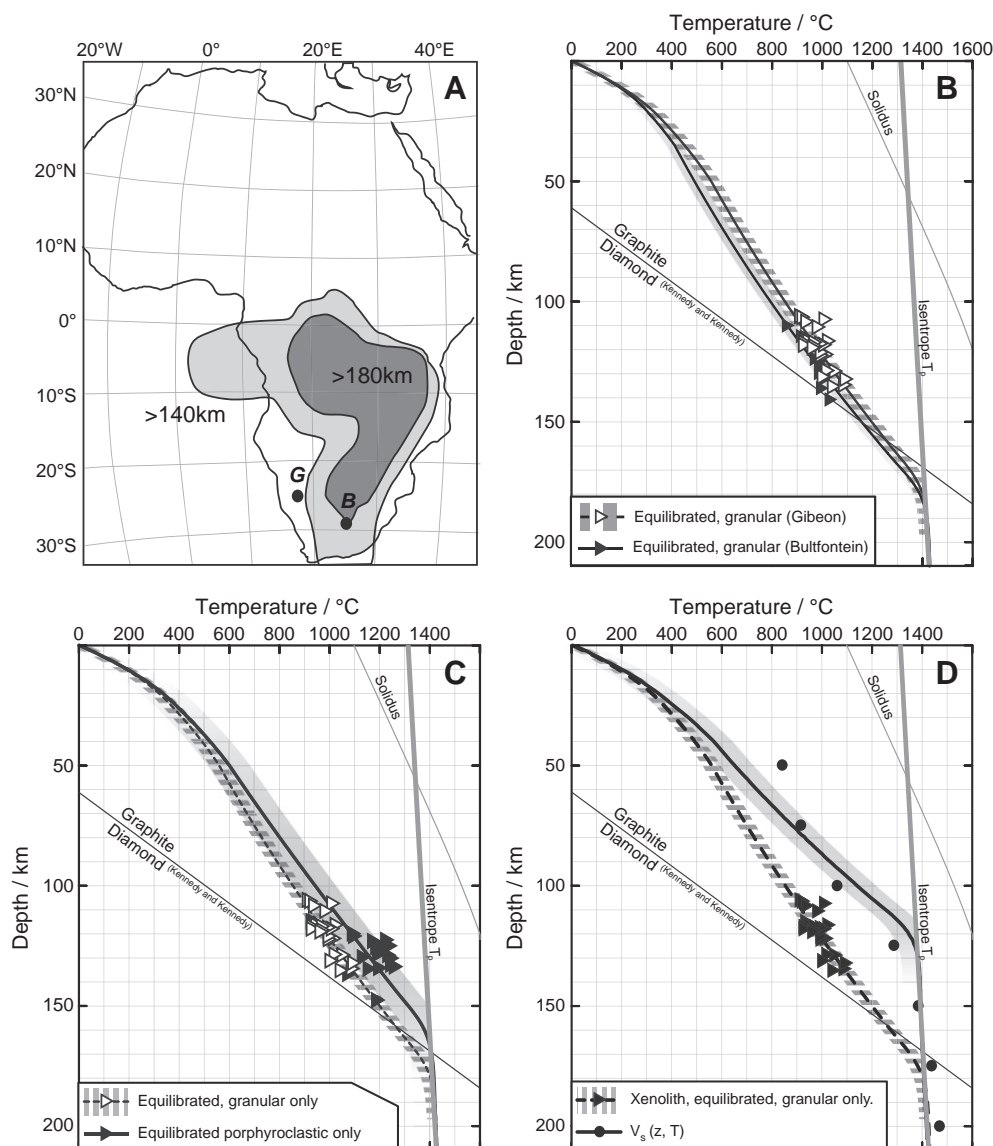 20°W 0° 20°E 40°E
30°N
20°N
10°N
0°
10°S
20°S
30°S
A
>180km
>140km
G
B
Temperature / °C
0 200 400 600 800 1000 1200 1400 1600
B
Solidus
50
100
150
200
Depth / km
Graphite
Diamond (Kennedy and Kennedy)
Isentrope Tp
Equilibrated, granular (Gibeon)
Equilibrated, granular (Bultfontein)
Temperature / °C
0 200 400 600 800 1000 1200 1400
C
Solidus
50
100
150
200
Depth / km
Graphite
Diamond (Kennedy and Kennedy)
Isentrope Tp
Equilibrated, granular only
Equilibrated porphyroclastic only
Temperature / °C
0 200 400 600 800 1000 1200 1400
D
Solidus
50
100
150
200
Depth / km
Graphite
Diamond (Kennedy and Kennedy)
Isentrope Tp
Xenolith, equilibrated, granular only.
Vs (z, T)